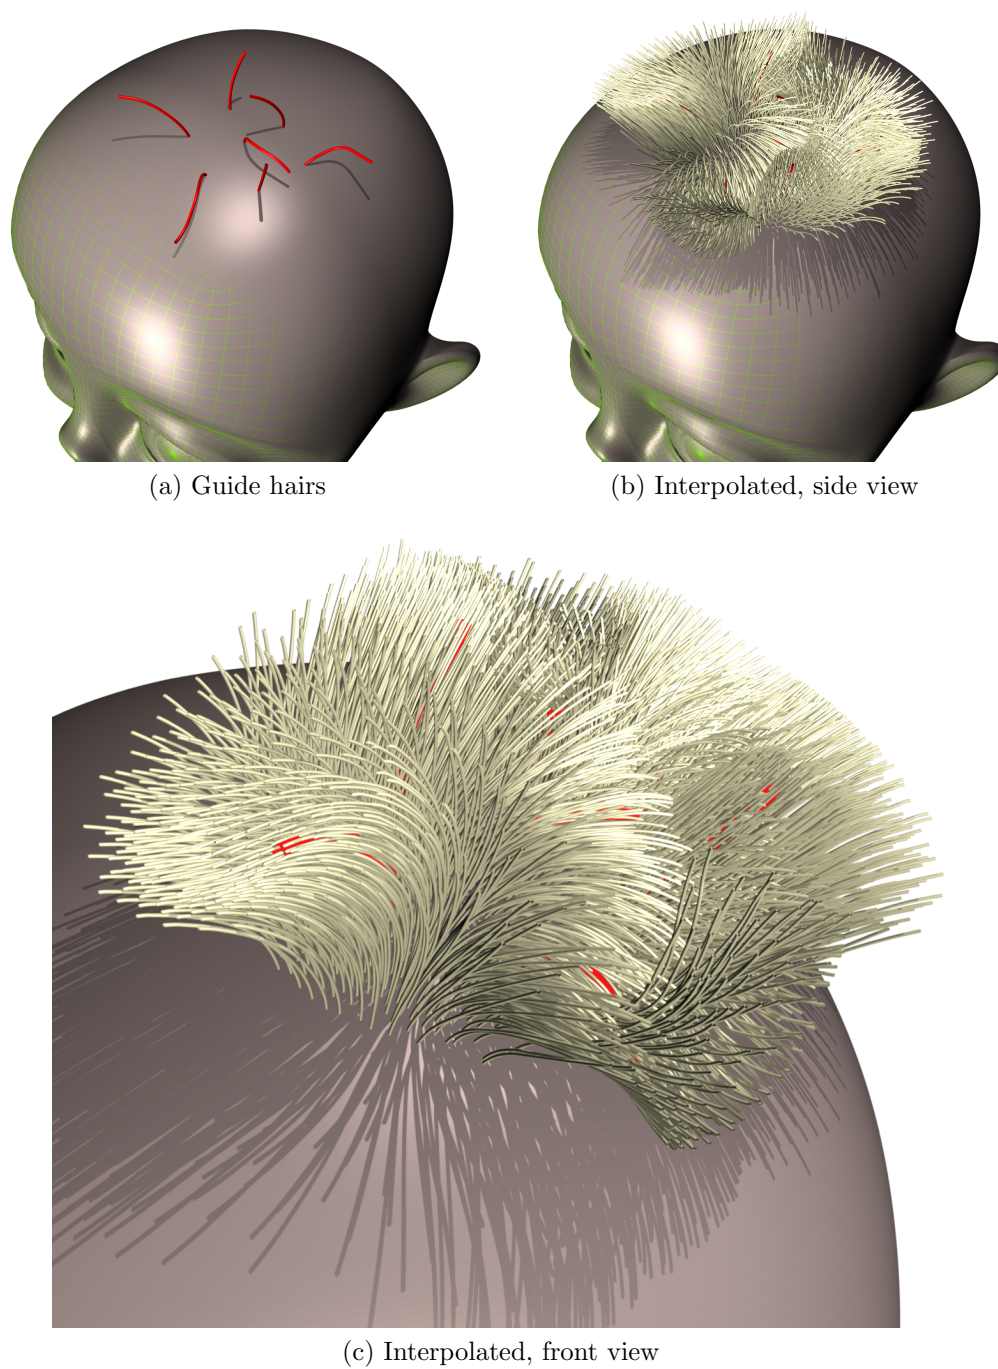 (a) Guide hairs
(b) Interpolated, side view
(c) Interpolated, front view